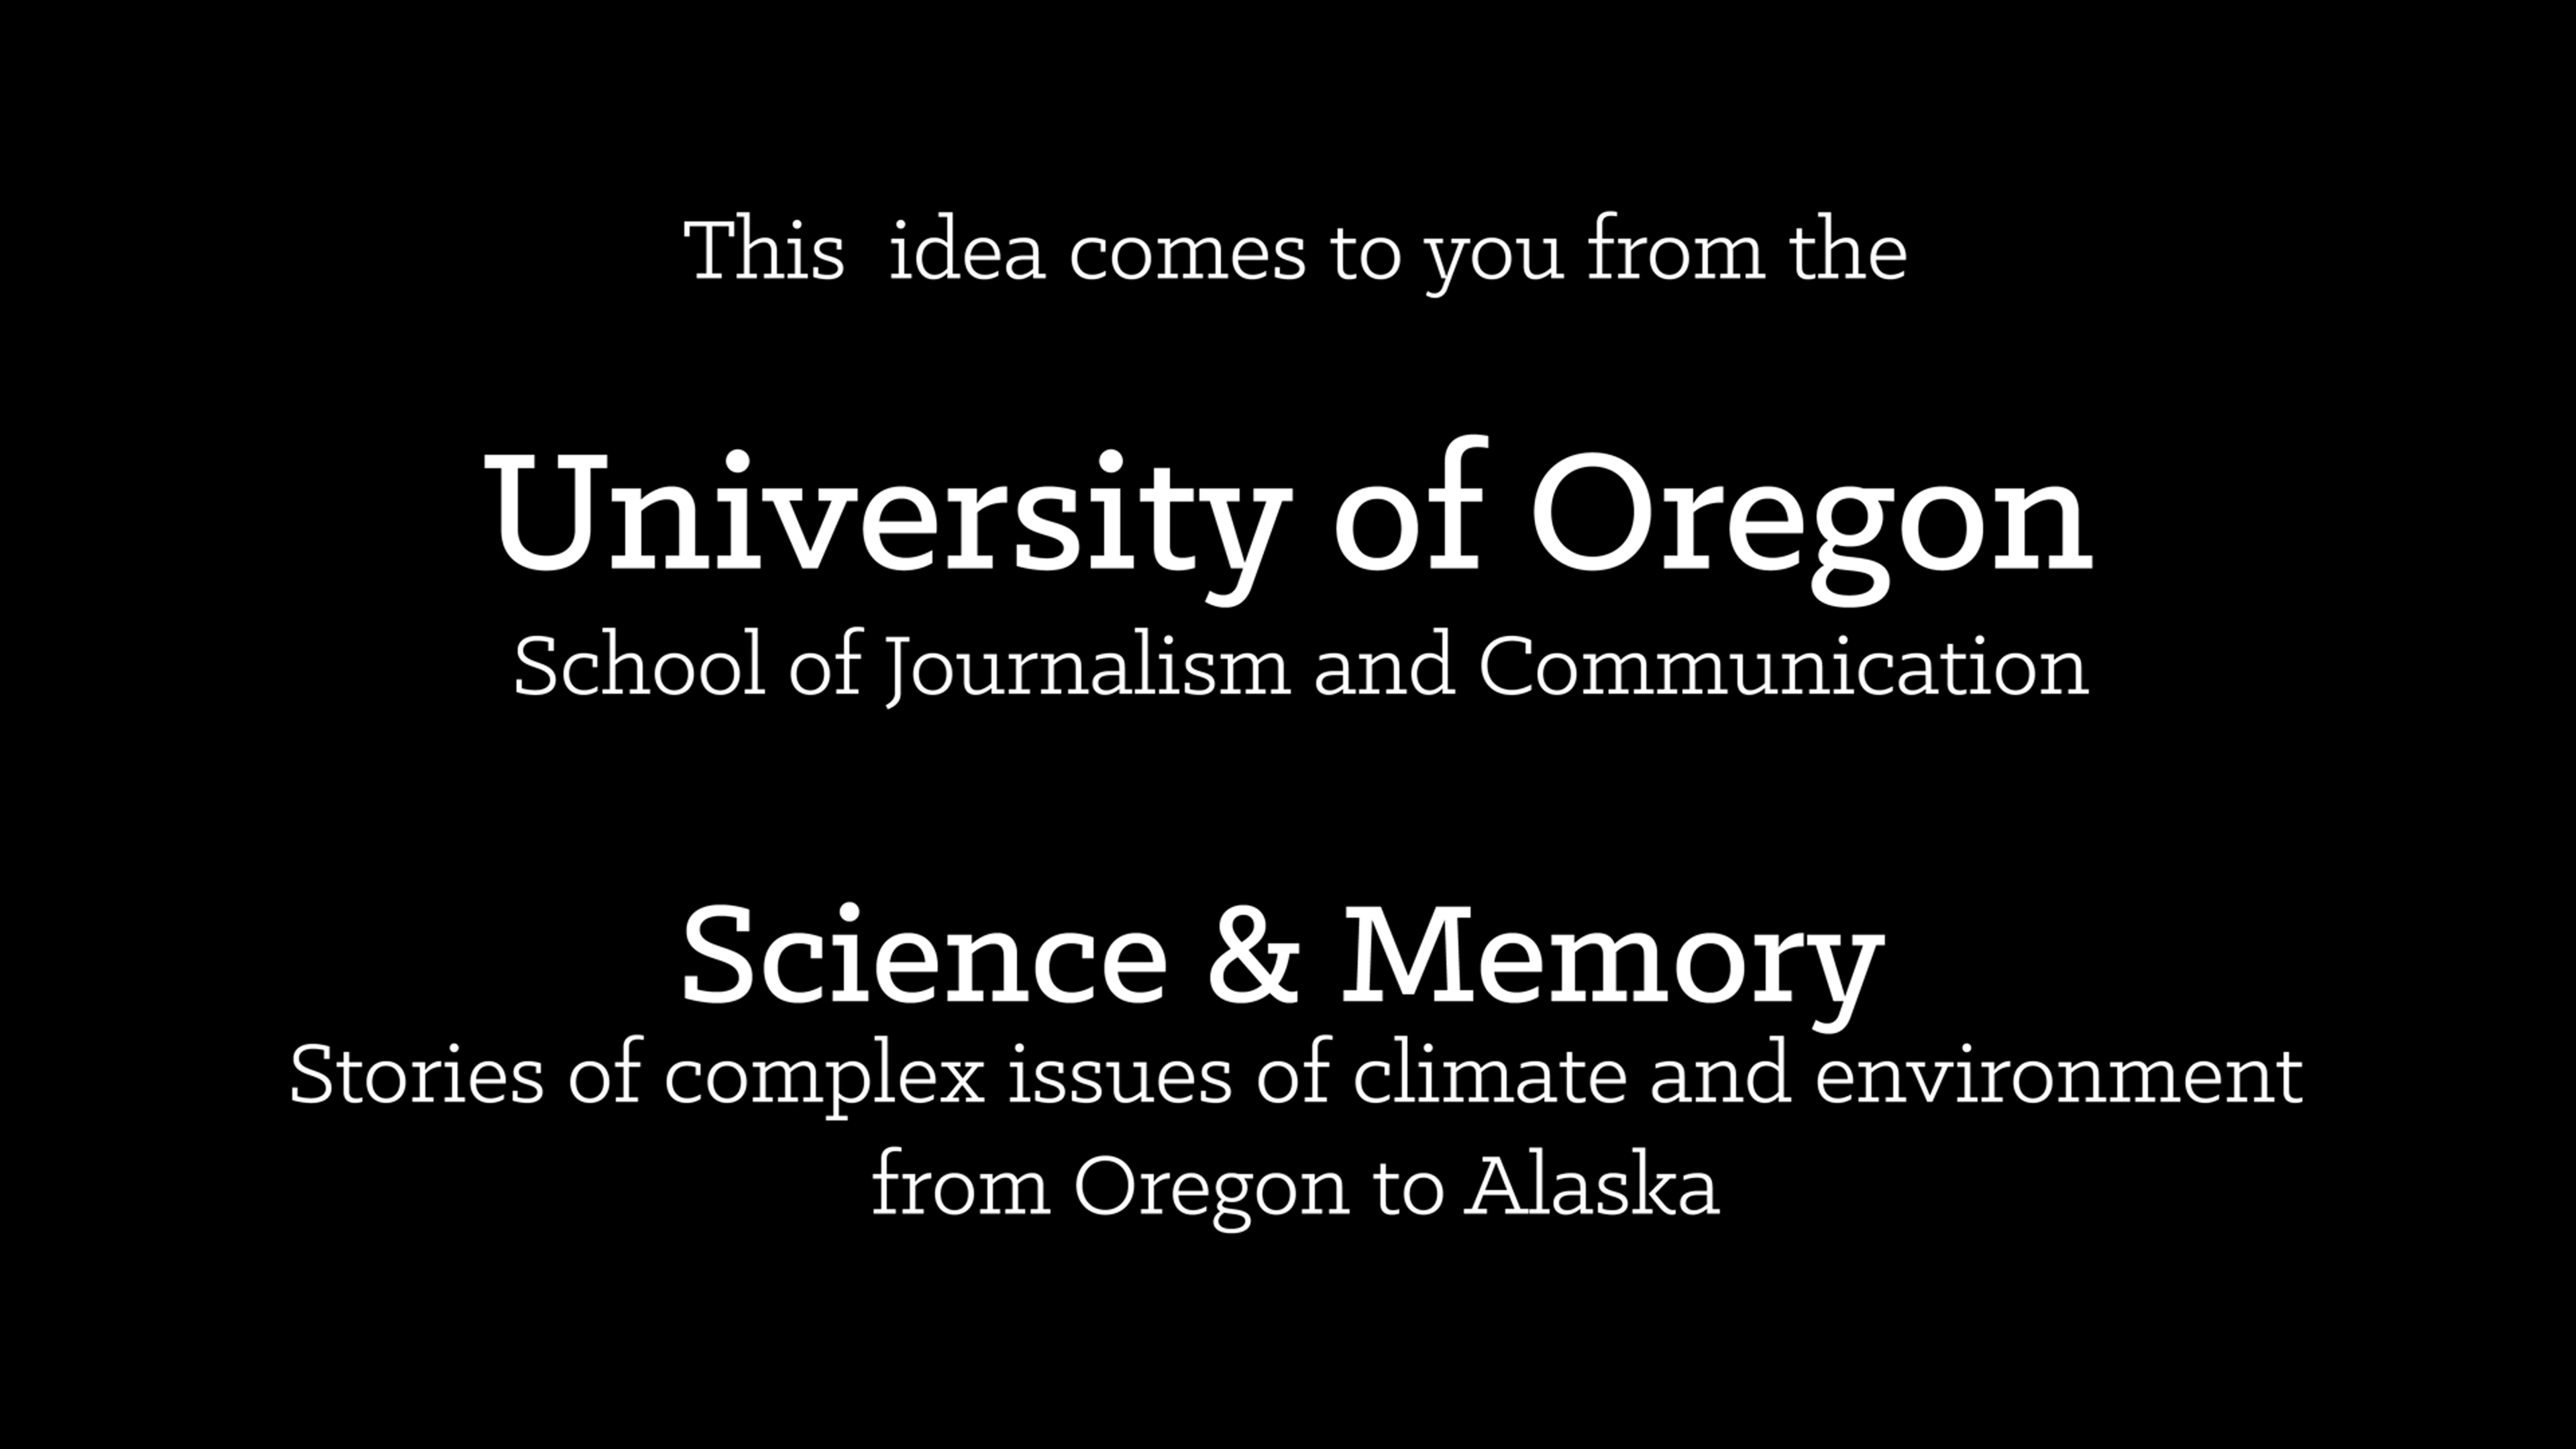 This  idea comes to you from the
University of Oregon
School of Journalism and Communication
Science & Memory
Stories of complex issues of climate and environment
from Oregon to Alaska